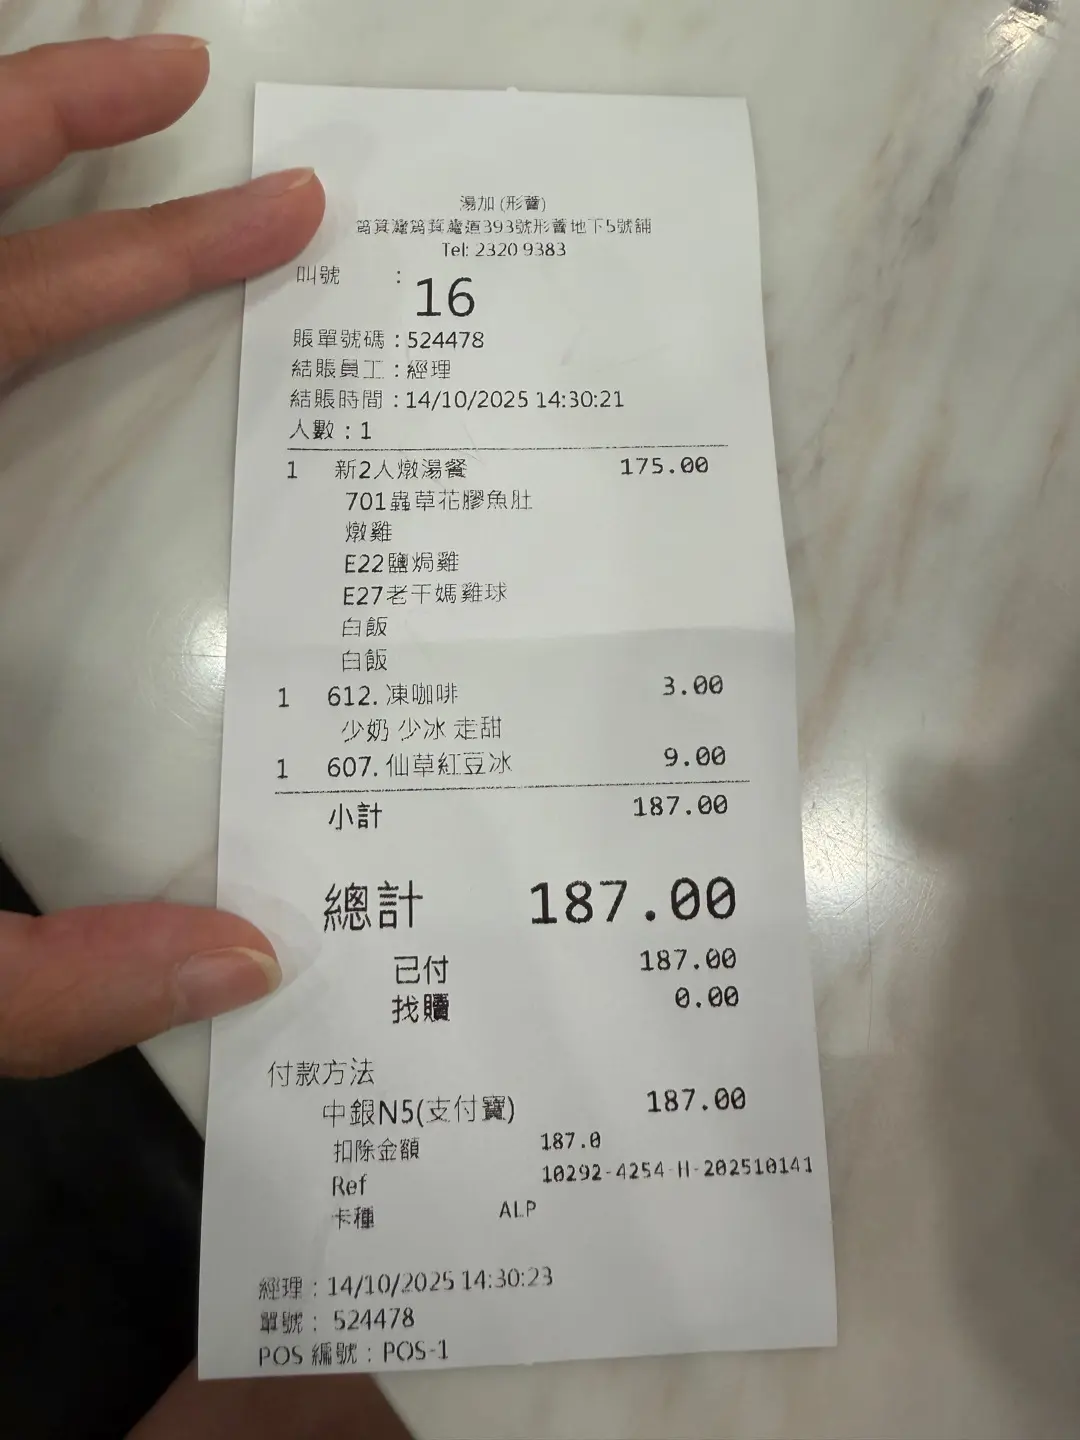 湯加 (形薈)
筲箕灣筲箕灣道393號形薈地下5號舖
Tel: 2320 9383
叫號 : 16
賬單號碼 : 524478
結賬員工 : 經理
結賬時間 : 14/10/2025 14:30:21
人數 : 1
1 新2人燉湯餐 175.00
701蟲草花膠魚肚
燉雞
E22鹽焗雞
E27老干媽雞球
白飯
白飯
1 612. 凍咖啡 3.00
少奶 少冰 走甜
1 607. 仙草紅豆冰 9.00
小計 187.00
總計 187.00
已付 187.00
找贖 0.00
付款方法
中銀N5(支付寶) 187.00
扣除金額 187.0
Ref 10292-4254-H-202510141
卡種 ALP
經理 : 14/10/2025 14:30:23
單號 : 524478
POS 編號 : POS-1